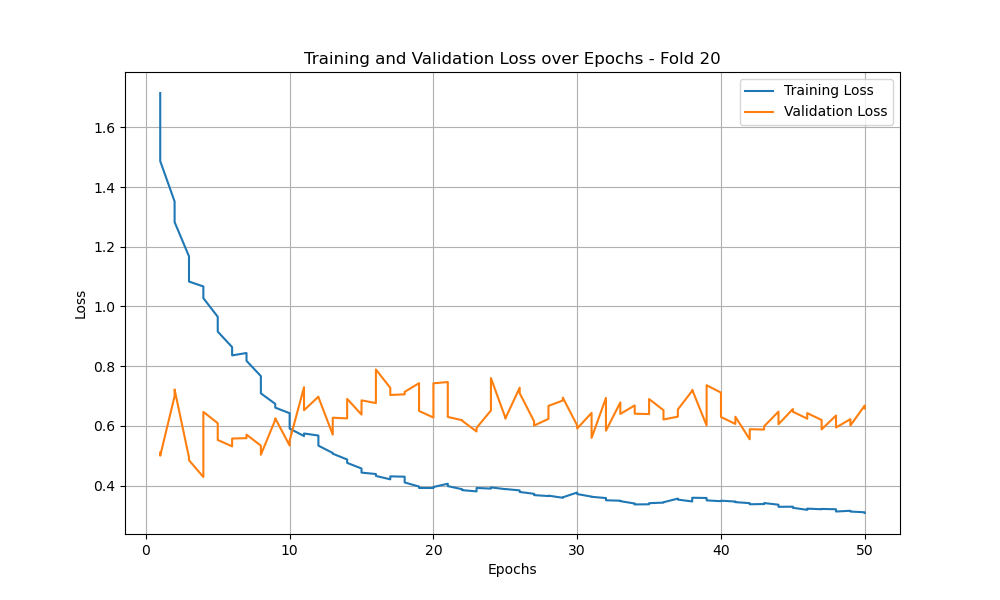 Training and Validation Loss over Epochs - Fold 20
Training Loss
Validation Loss
1.6
1.4
1.2
1.0
0.8
0.6
0.4
Loss
0 10 20 30 40 50
Epochs